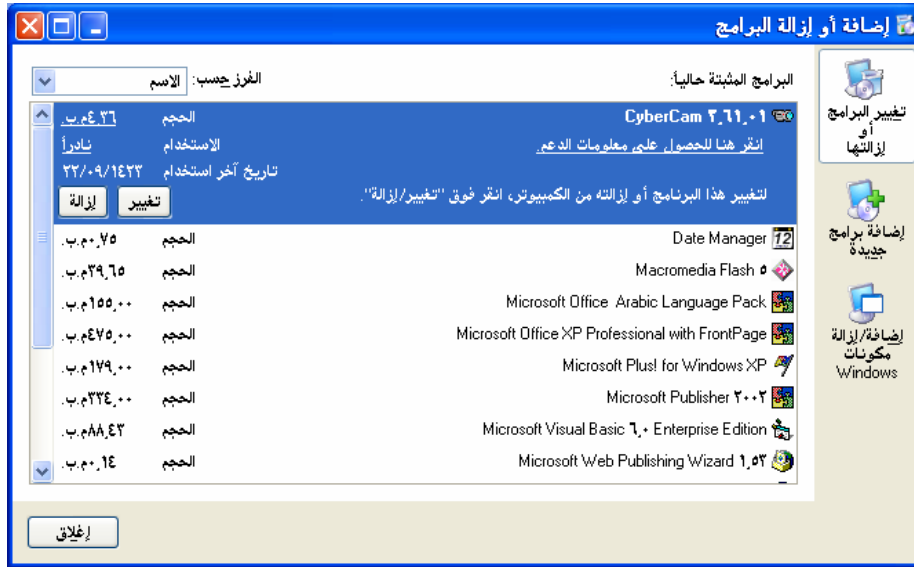 إضافة أو إزالة البرامج
تغيير البرامج
أو
إزالتها
إضافة برامج
جديدة
إضافة/إزالة
مكونات
Windows
البرامج المثبتة حالياً:
الفرز حسب: الاسم
CyberCam ٣,٦١,٠١ الحجم ٤,٣٦م.ب.
انقر هنا للحصول على معلومات الدعم. الاستخدام نادراً
تاريخ آخر استخدام ٢٢/٠٩/١٤٢٣
لتغيير هذا البرنامج أو إزالته من الكمبيوتر، انقر فوق "تغيير/إزالة". تغيير إزالة
Date Manager الحجم ٠,٧٥م.ب.
Macromedia Flash ٥ الحجم ٣٩,٦٥م.ب.
Microsoft Office Arabic Language Pack الحجم ١٥٥,٠٠م.ب.
Microsoft Office XP Professional with FrontPage الحجم ٤٧٥,٠٠م.ب.
Microsoft Plus! for Windows XP الحجم ١٧٩,٠٠م.ب.
Microsoft Publisher ٢٠٠٢ الحجم ٣٣٤,٠٠م.ب.
Microsoft Visual Basic ٦,٠ Enterprise Edition الحجم ٨٨,٤٣م.ب.
Microsoft Web Publishing Wizard ١,٥٣ الحجم ٠,١٤م.ب.
إغلاق